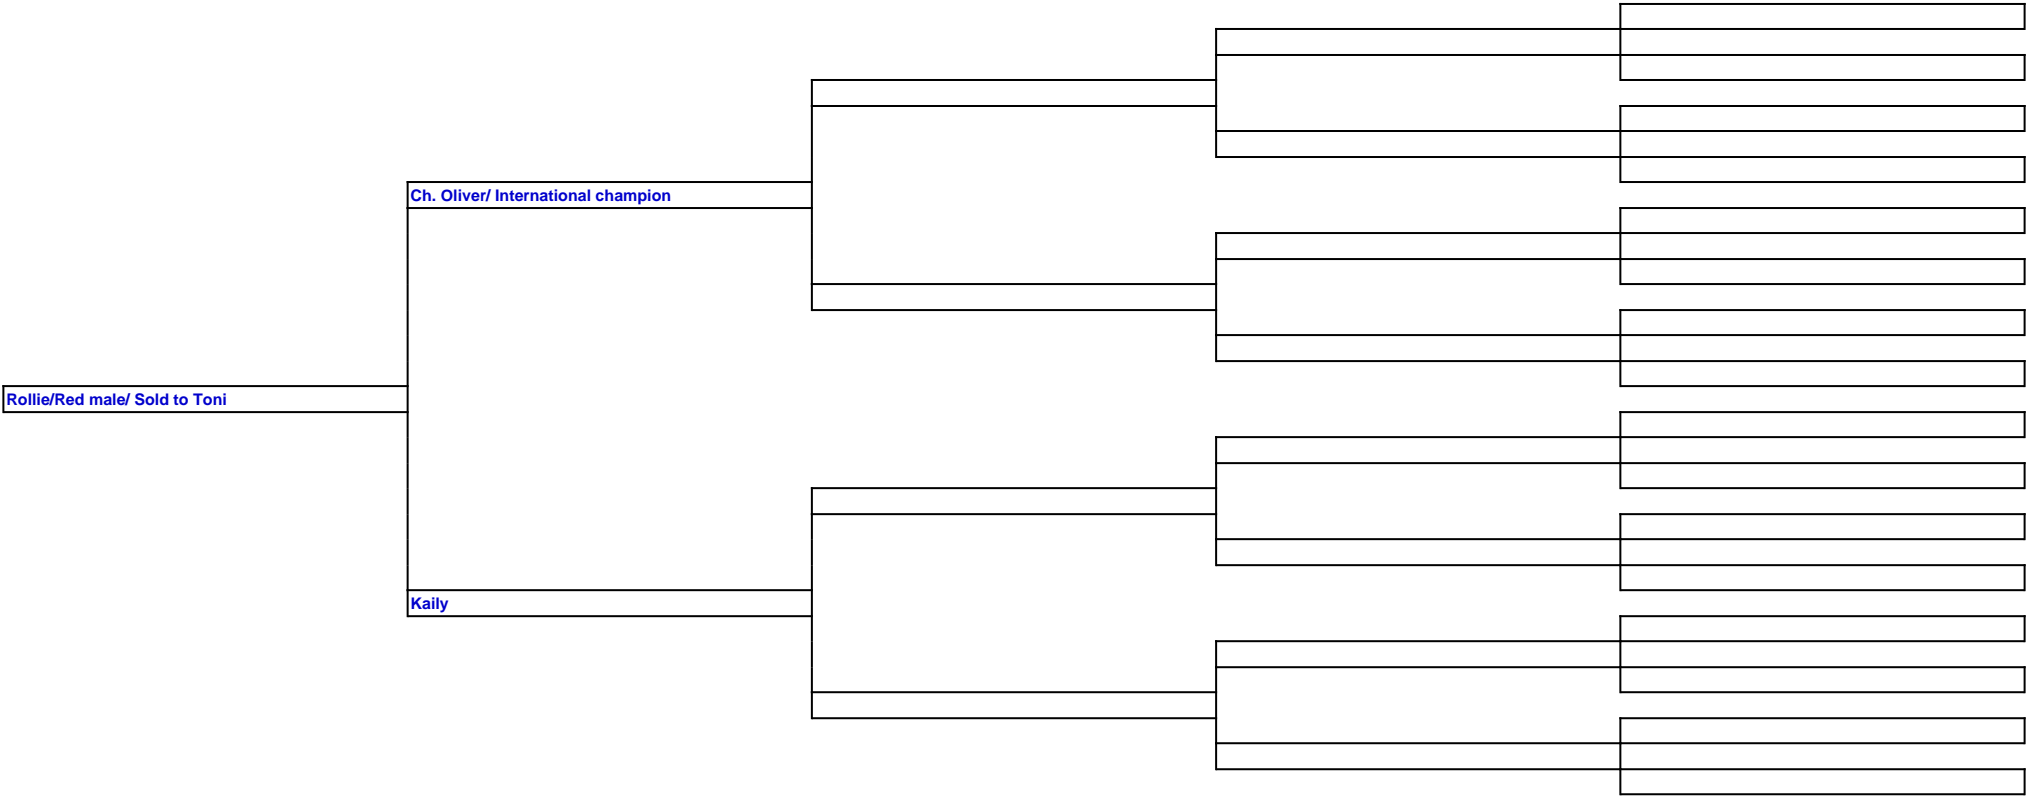 Ch. Oliver/ International champion
Rollie/Red male/ Sold to Toni
Kaily